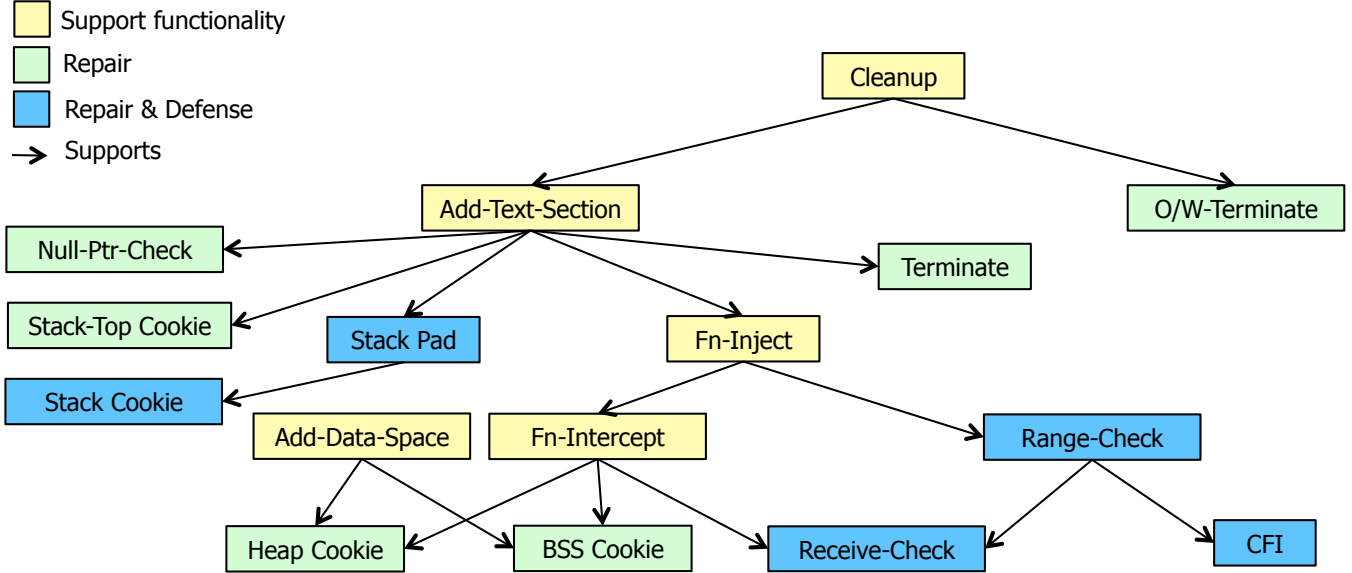 Support functionality
Repair
Repair & Defense
Supports
Cleanup
Add-Text-Section
O/W-Terminate
Null-Ptr-Check
Terminate
Stack-Top Cookie
Stack Pad
Fn-Inject
Stack Cookie
Add-Data-Space
Fn-Intercept
Range-Check
Heap Cookie
BSS Cookie
Receive-Check
CFI